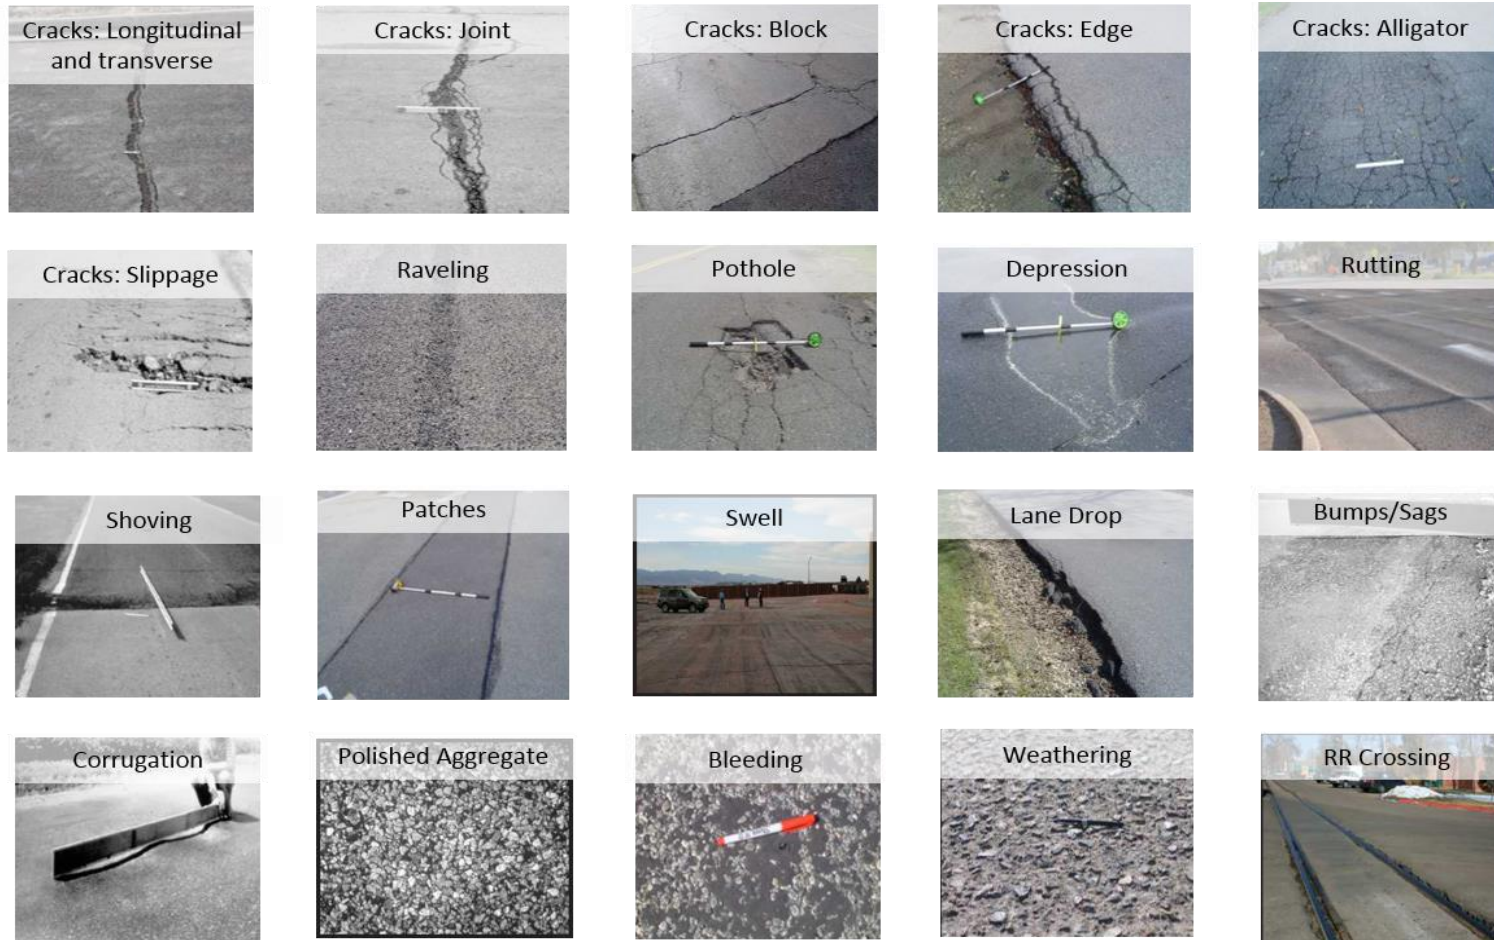 Cracks: Longitudinal
and transverse
Cracks: Joint
Cracks: Block
Cracks: Edge
Cracks: Alligator
Cracks: Slippage
Raveling
Pothole
Depression
Rutting
Shoving
Patches
Swell
Lane Drop
Bumps/Sags
Corrugation
Polished Aggregate
Bleeding
Weathering
RR Crossing